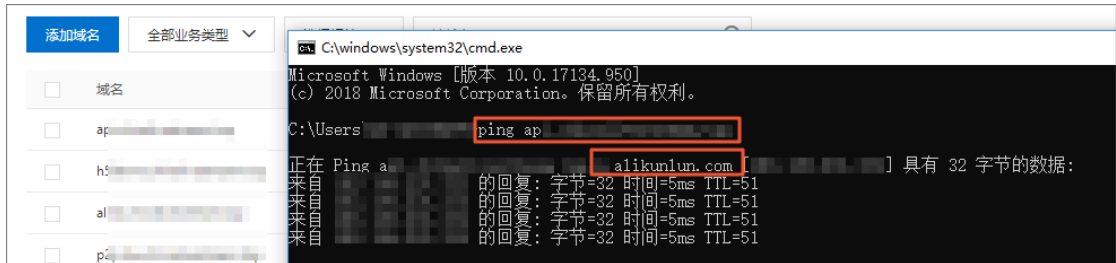 添加域名
全部业务类型
域名
ap
h5
al
p2
C:\windows\system32\cmd.exe
Microsoft Windows [版本 10.0.17134.950]
(c) 2018 Microsoft Corporation。保留所有权利。
C:\Users\ ping ap
正在 Ping a alikunlun.com [ ] 具有 32 字节的数据:
来自 的回复: 字节=32 时间=5ms TTL=51
来自 的回复: 字节=32 时间=5ms TTL=51
来自 的回复: 字节=32 时间=5ms TTL=51
来自 的回复: 字节=32 时间=5ms TTL=51